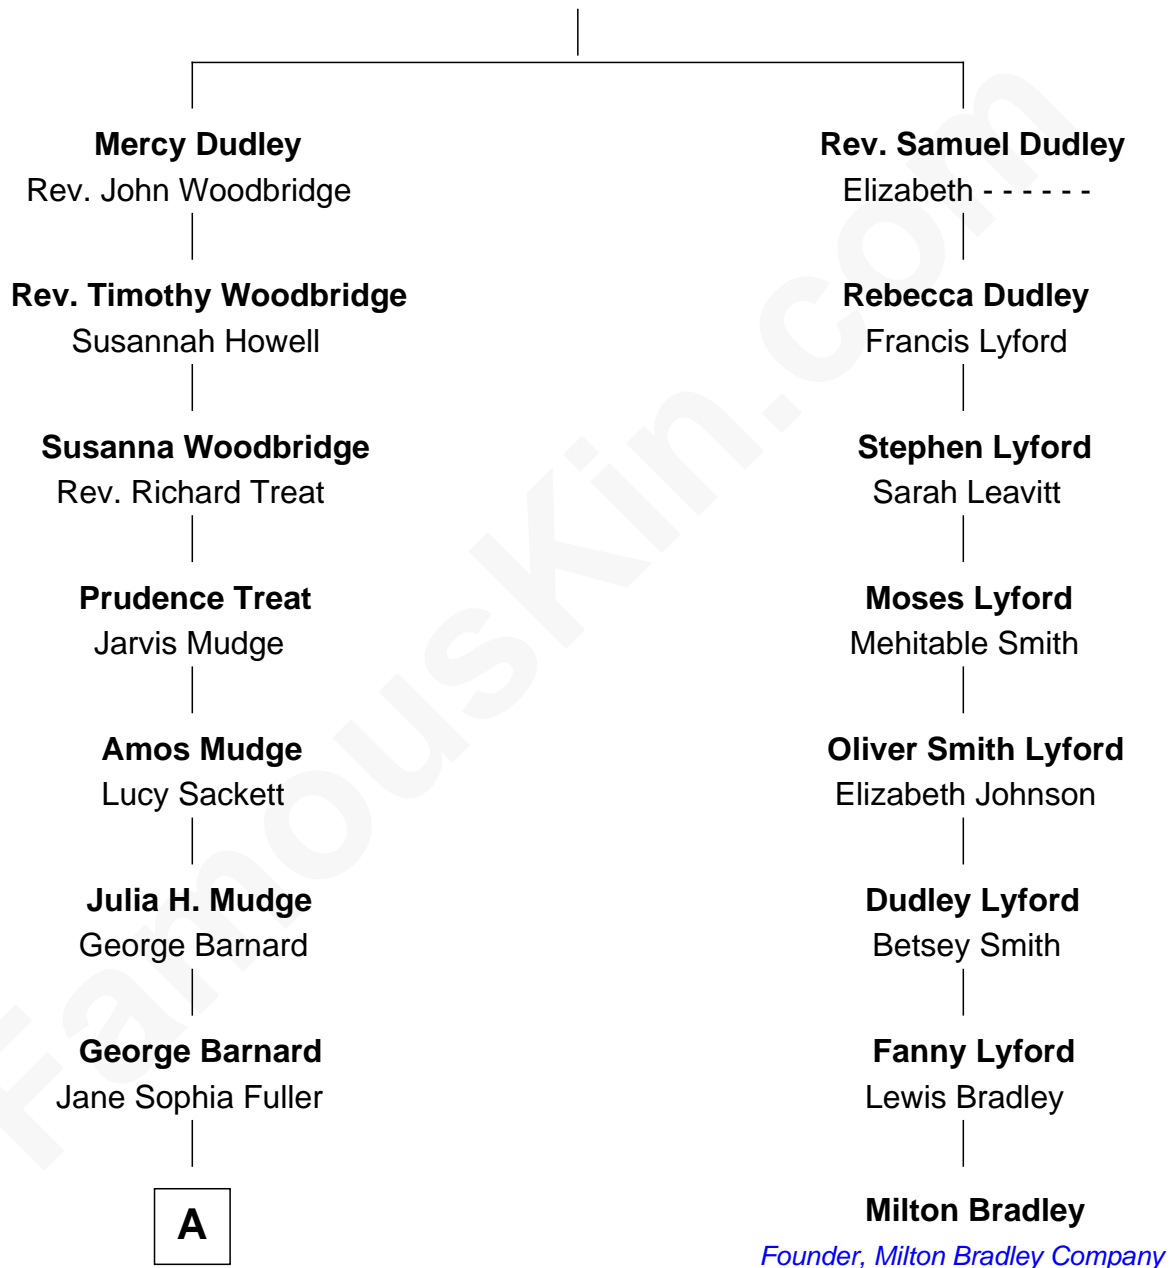 Mercy Dudley
Rev. John Woodbridge
Rev. Timothy Woodbridge
Susannah Howell
Susanna Woodbridge
Rev. Richard Treat
Prudence Treat
Jarvis Mudge
Amos Mudge
Lucy Sackett
Julia H. Mudge
George Barnard
George Barnard
Jane Sophia Fuller
A
Rev. Samuel Dudley
Elizabeth - - - - - -
Rebecca Dudley
Francis Lyford
Stephen Lyford
Sarah Leavitt
Moses Lyford
Mehitable Smith
Oliver Smith Lyford
Elizabeth Johnson
Dudley Lyford
Betsey Smith
Fanny Lyford
Lewis Bradley
Milton Bradley
Founder, Milton Bradley Company
FamousKin.com